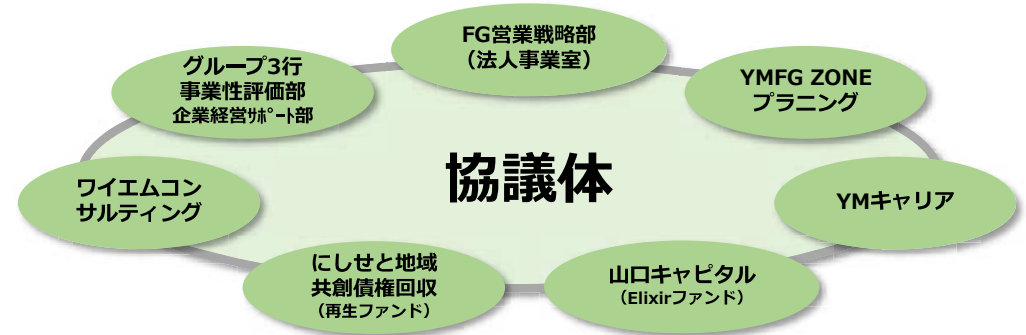 FG営業戦略部
（法人事業室）
グループ3行
事業性評価部
企業経営ｻﾎﾟｰﾄ部
YMFG ZONE
プラニング
協議体
ワイエムコン
サルティング
YMキャリア
にしせと地域
共創債権回収
（再生ファンド）
山口キャピタル
（Elixirファンド）